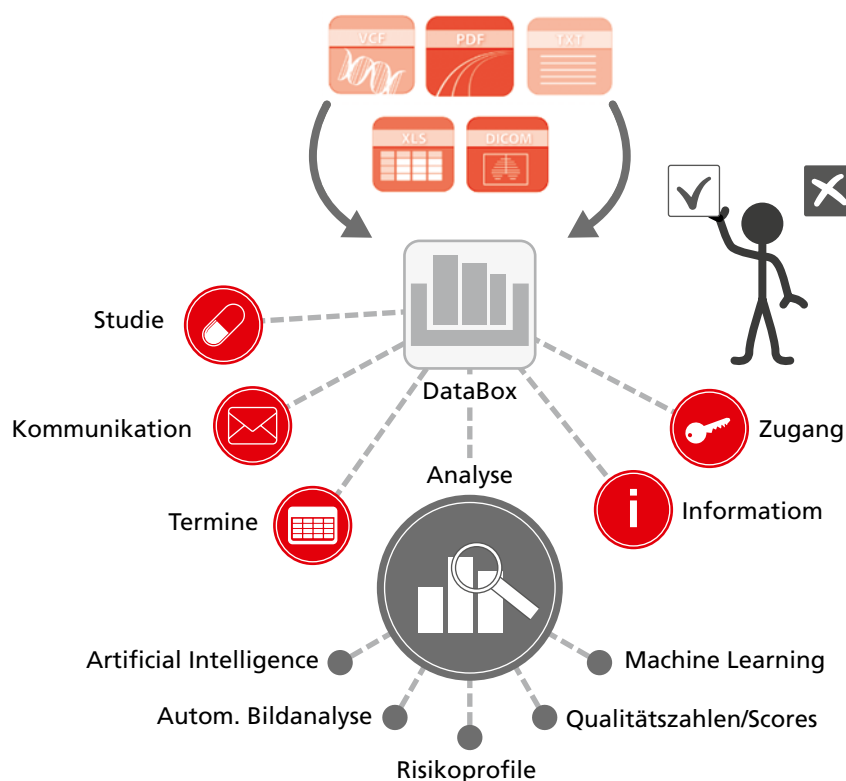 VCF
PDF
TXT
XLS
DICOM
DataBox
Studie
Kommunikation
Termine
Analyse
Zugang
Informatiom
Artificial Intelligence
Machine Learning
Autom. Bildanalyse
Qualitätszahlen/Scores
Risikoprofile